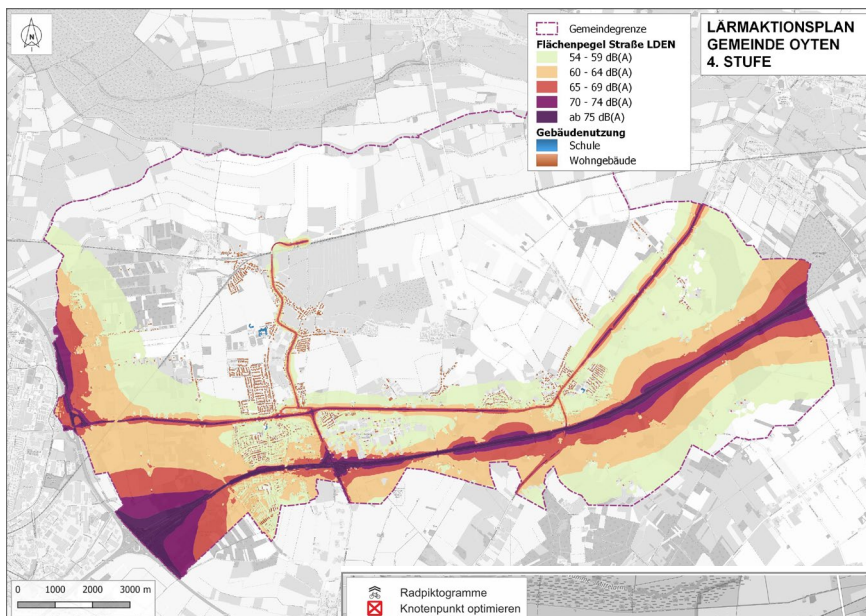 LÄRMAKTIONSPLAN
GEMEINDE OYTEN
4. STUFE
Gemeindegrenze
Flächenpegel Straße LDEN
54 - 59 dB(A)
60 - 64 dB(A)
65 - 69 dB(A)
70 - 74 dB(A)
ab 75 dB(A)
Gebäudenutzung
Schule
Wohngebäude
N
0 1000 2000 3000 m
Radpiktogramme
Knotenpunkt optimieren